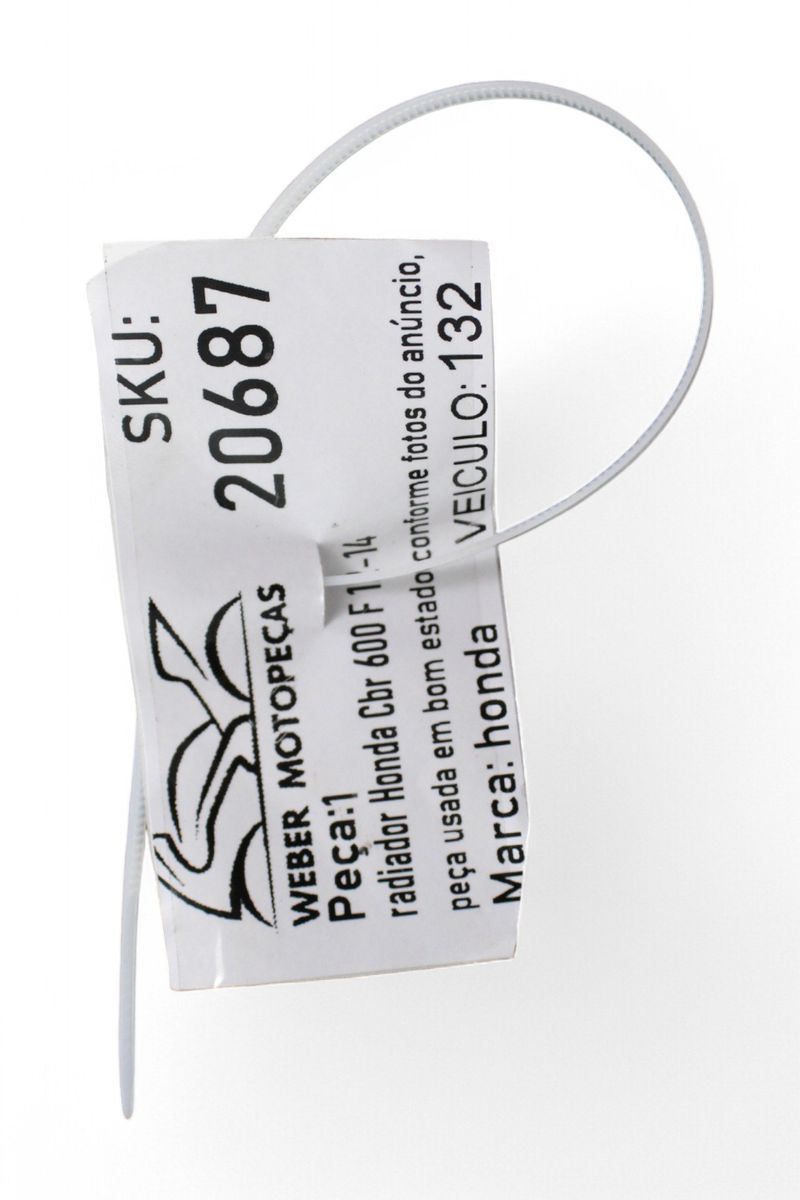 SKU:
20687
WEBER MOTOPEÇAS
Peça:1
radiador Honda Cbr 600 F -14
peça usada em bom estado conforme fotos do anúncio,
Marca: honda
VEICULO: 132